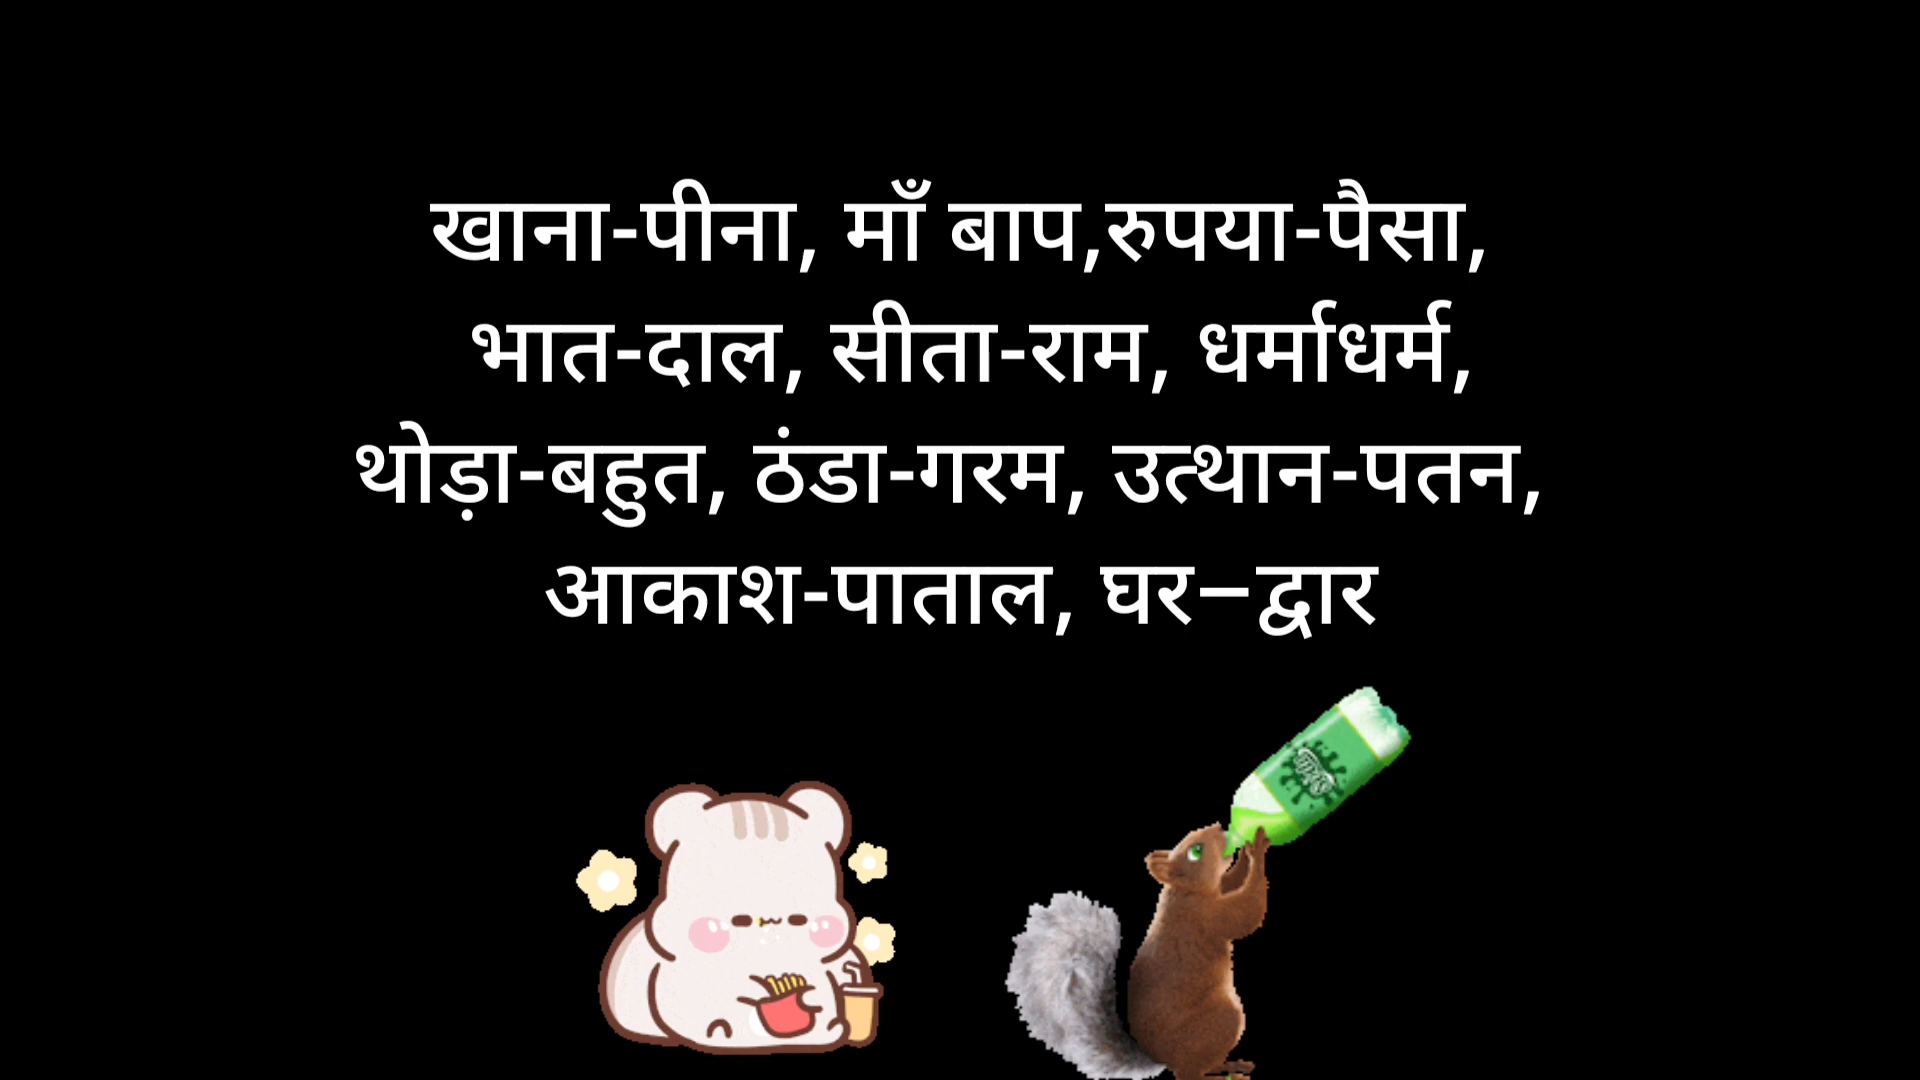 खाना-पीना, माँ बाप,रुपया-पैसा,
भात-दाल, सीता-राम, धर्माधर्म,
थोड़ा-बहुत, ठंडा-गरम, उत्थान-पतन,
आकाश-पाताल, घर–द्वार